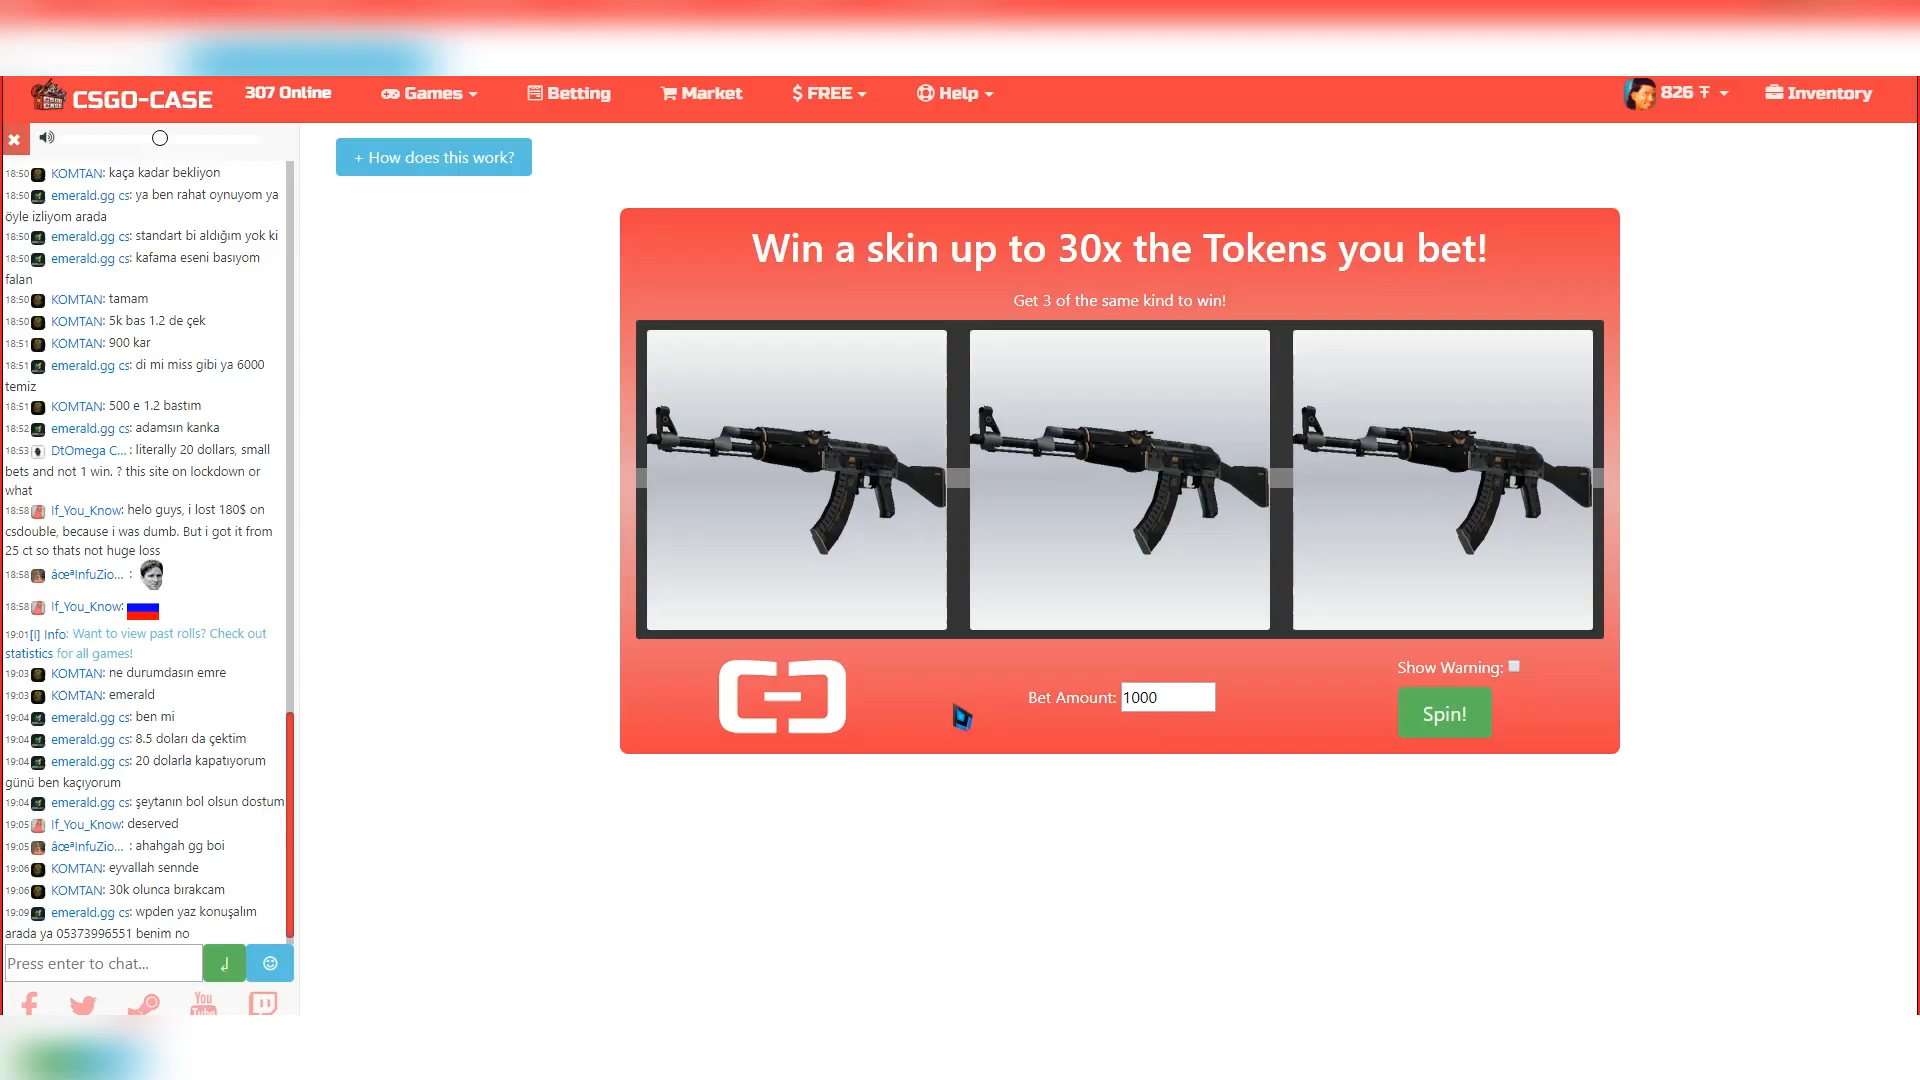 CSGO-CASE
307 Online
Games
Betting
Market
$ FREE
Help
826
Inventory
+ How does this work?
18:50 KOMTAN: kaça kadar bekliyon
18:50 emerald.gg cs: ya ben rahat oynuyom ya
öyle izliyom arada
18:50 emerald.gg cs: standart bi aldığım yok ki
18:50 emerald.gg cs: kafama eseni basıyom
falan
18:50 KOMTAN: tamam
18:50 KOMTAN: 5k bas 1.2 de çek
18:51 KOMTAN: 900 kar
18:51 emerald.gg cs: di mi miss gibi ya 6000
temiz
18:51 KOMTAN: 500 e 1.2 bastım
18:52 emerald.gg cs: adamsın kanka
18:53 DtOmega C... : literally 20 dollars, small
bets and not 1 win. ? this site on lockdown or
what
18:58 If_You_Know: helo guys, i lost 180$ on
csdouble, because i was dumb. But i got it from
25 ct so thats not huge loss
18:58 âœªInfuZio... :
18:58 If_You_Know:
19:01 [I] Info: Want to view past rolls? Check out
statistics for all games!
19:03 KOMTAN: ne durumdasın emre
19:03 KOMTAN: emerald
19:04 emerald.gg cs: ben mi
19:04 emerald.gg cs: 8.5 doları da çektim
19:04 emerald.gg cs: 20 dolarla kapatıyorum
günü ben kaçıyorum
19:04 emerald.gg cs: şeytanın bol olsun dostum
19:05 If_You_Know: deserved
19:05 âœªInfuZio... : ahahgah gg boi
19:06 KOMTAN: eyvallah sennde
19:06 KOMTAN: 30k olunca bırakcam
19:09 emerald.gg cs: wpden yaz konuşalım
arada ya 05373996551 benim no
Press enter to chat...
You
Tube
Win a skin up to 30x the Tokens you bet!
Get 3 of the same kind to win!
Bet Amount: 1000
Show Warning:
Spin!